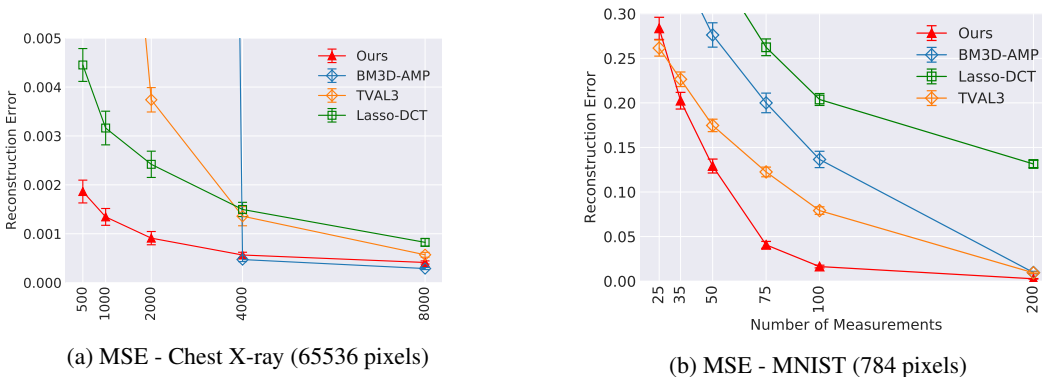 0.005
0.004
0.003
0.002
0.001
0.000
Reconstruction Error
Ours
BM3D-AMP
TVAL3
Lasso-DCT
500
1000
2000
4000
8000
(a) MSE - Chest X-ray (65536 pixels)
0.30
0.25
0.20
0.15
0.10
0.05
0.00
Reconstruction Error
Ours
BM3D-AMP
Lasso-DCT
TVAL3
25
35
50
75
100
200
Number of Measurements
(b) MSE - MNIST (784 pixels)